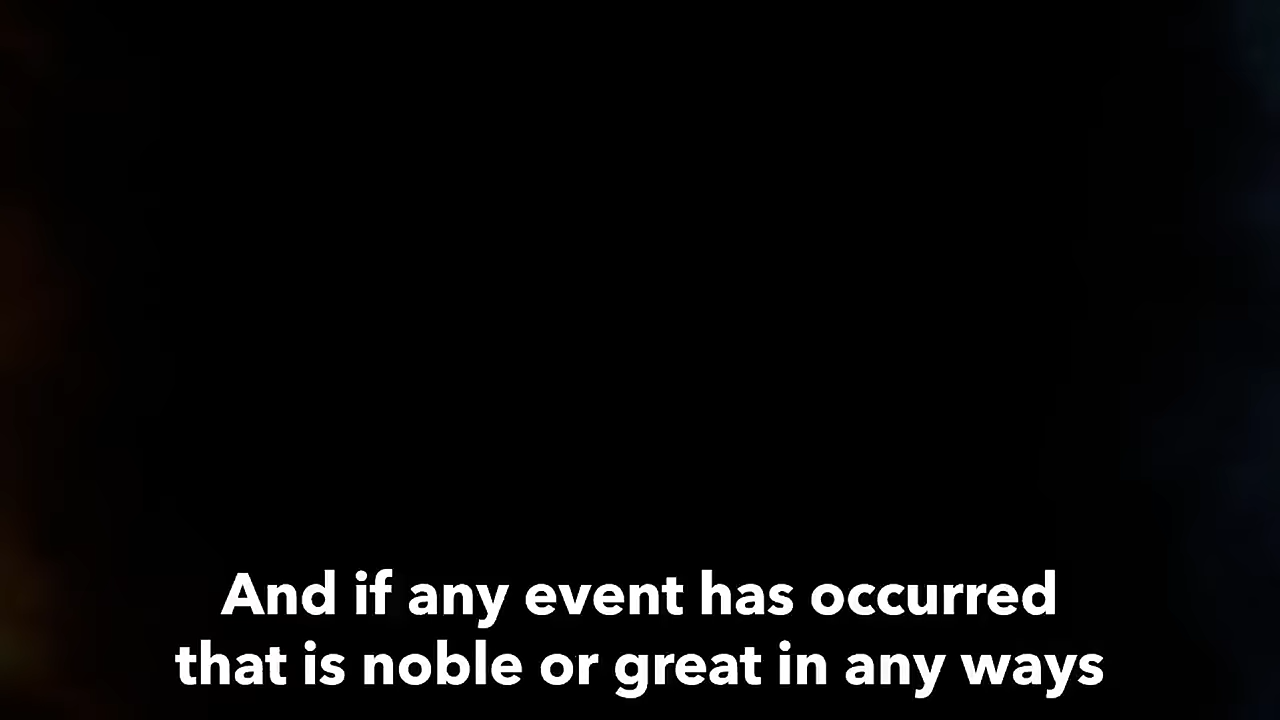 And if any event has occurred
that is noble or great in any ways